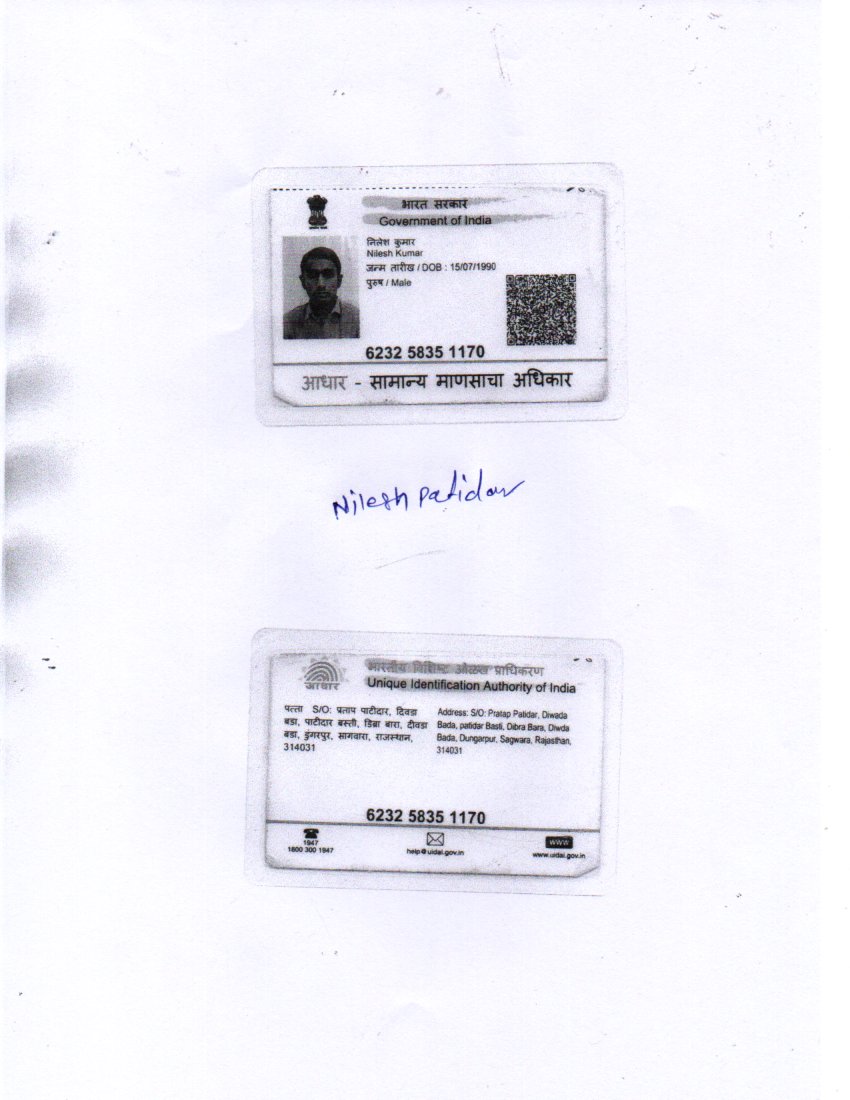 भारत सरकार
Government of India
निलेश कुमार
Nilesh Kumar
जन्म तारीख / DOB : 15/07/1990
पुरुष / Male
6232 5835 1170
आधार - सामान्य माणसाचा अधिकार
Nilesh Patidar
भारतीय विशिष्ट ओळख प्राधिकरण
Unique Identification Authority of India
आधार
पत्ता S/O: प्रताप पाटीदार, दिवडा
बडा, पाटीदार बस्ती, डिब्रा बारा, दीवडा
बडा, डुंगरपुर, सागवारा, राजस्थान,
314031
Address: S/O: Pratap Patidar, Diwada
Bada, patidar Basti, Dibra Bara, Diwda
Bada, Dungarpur, Sagwara, Rajasthan,
314031
6232 5835 1170
1947
1800 300 1947
help@uidai.gov.in
www
www.uidai.gov.in